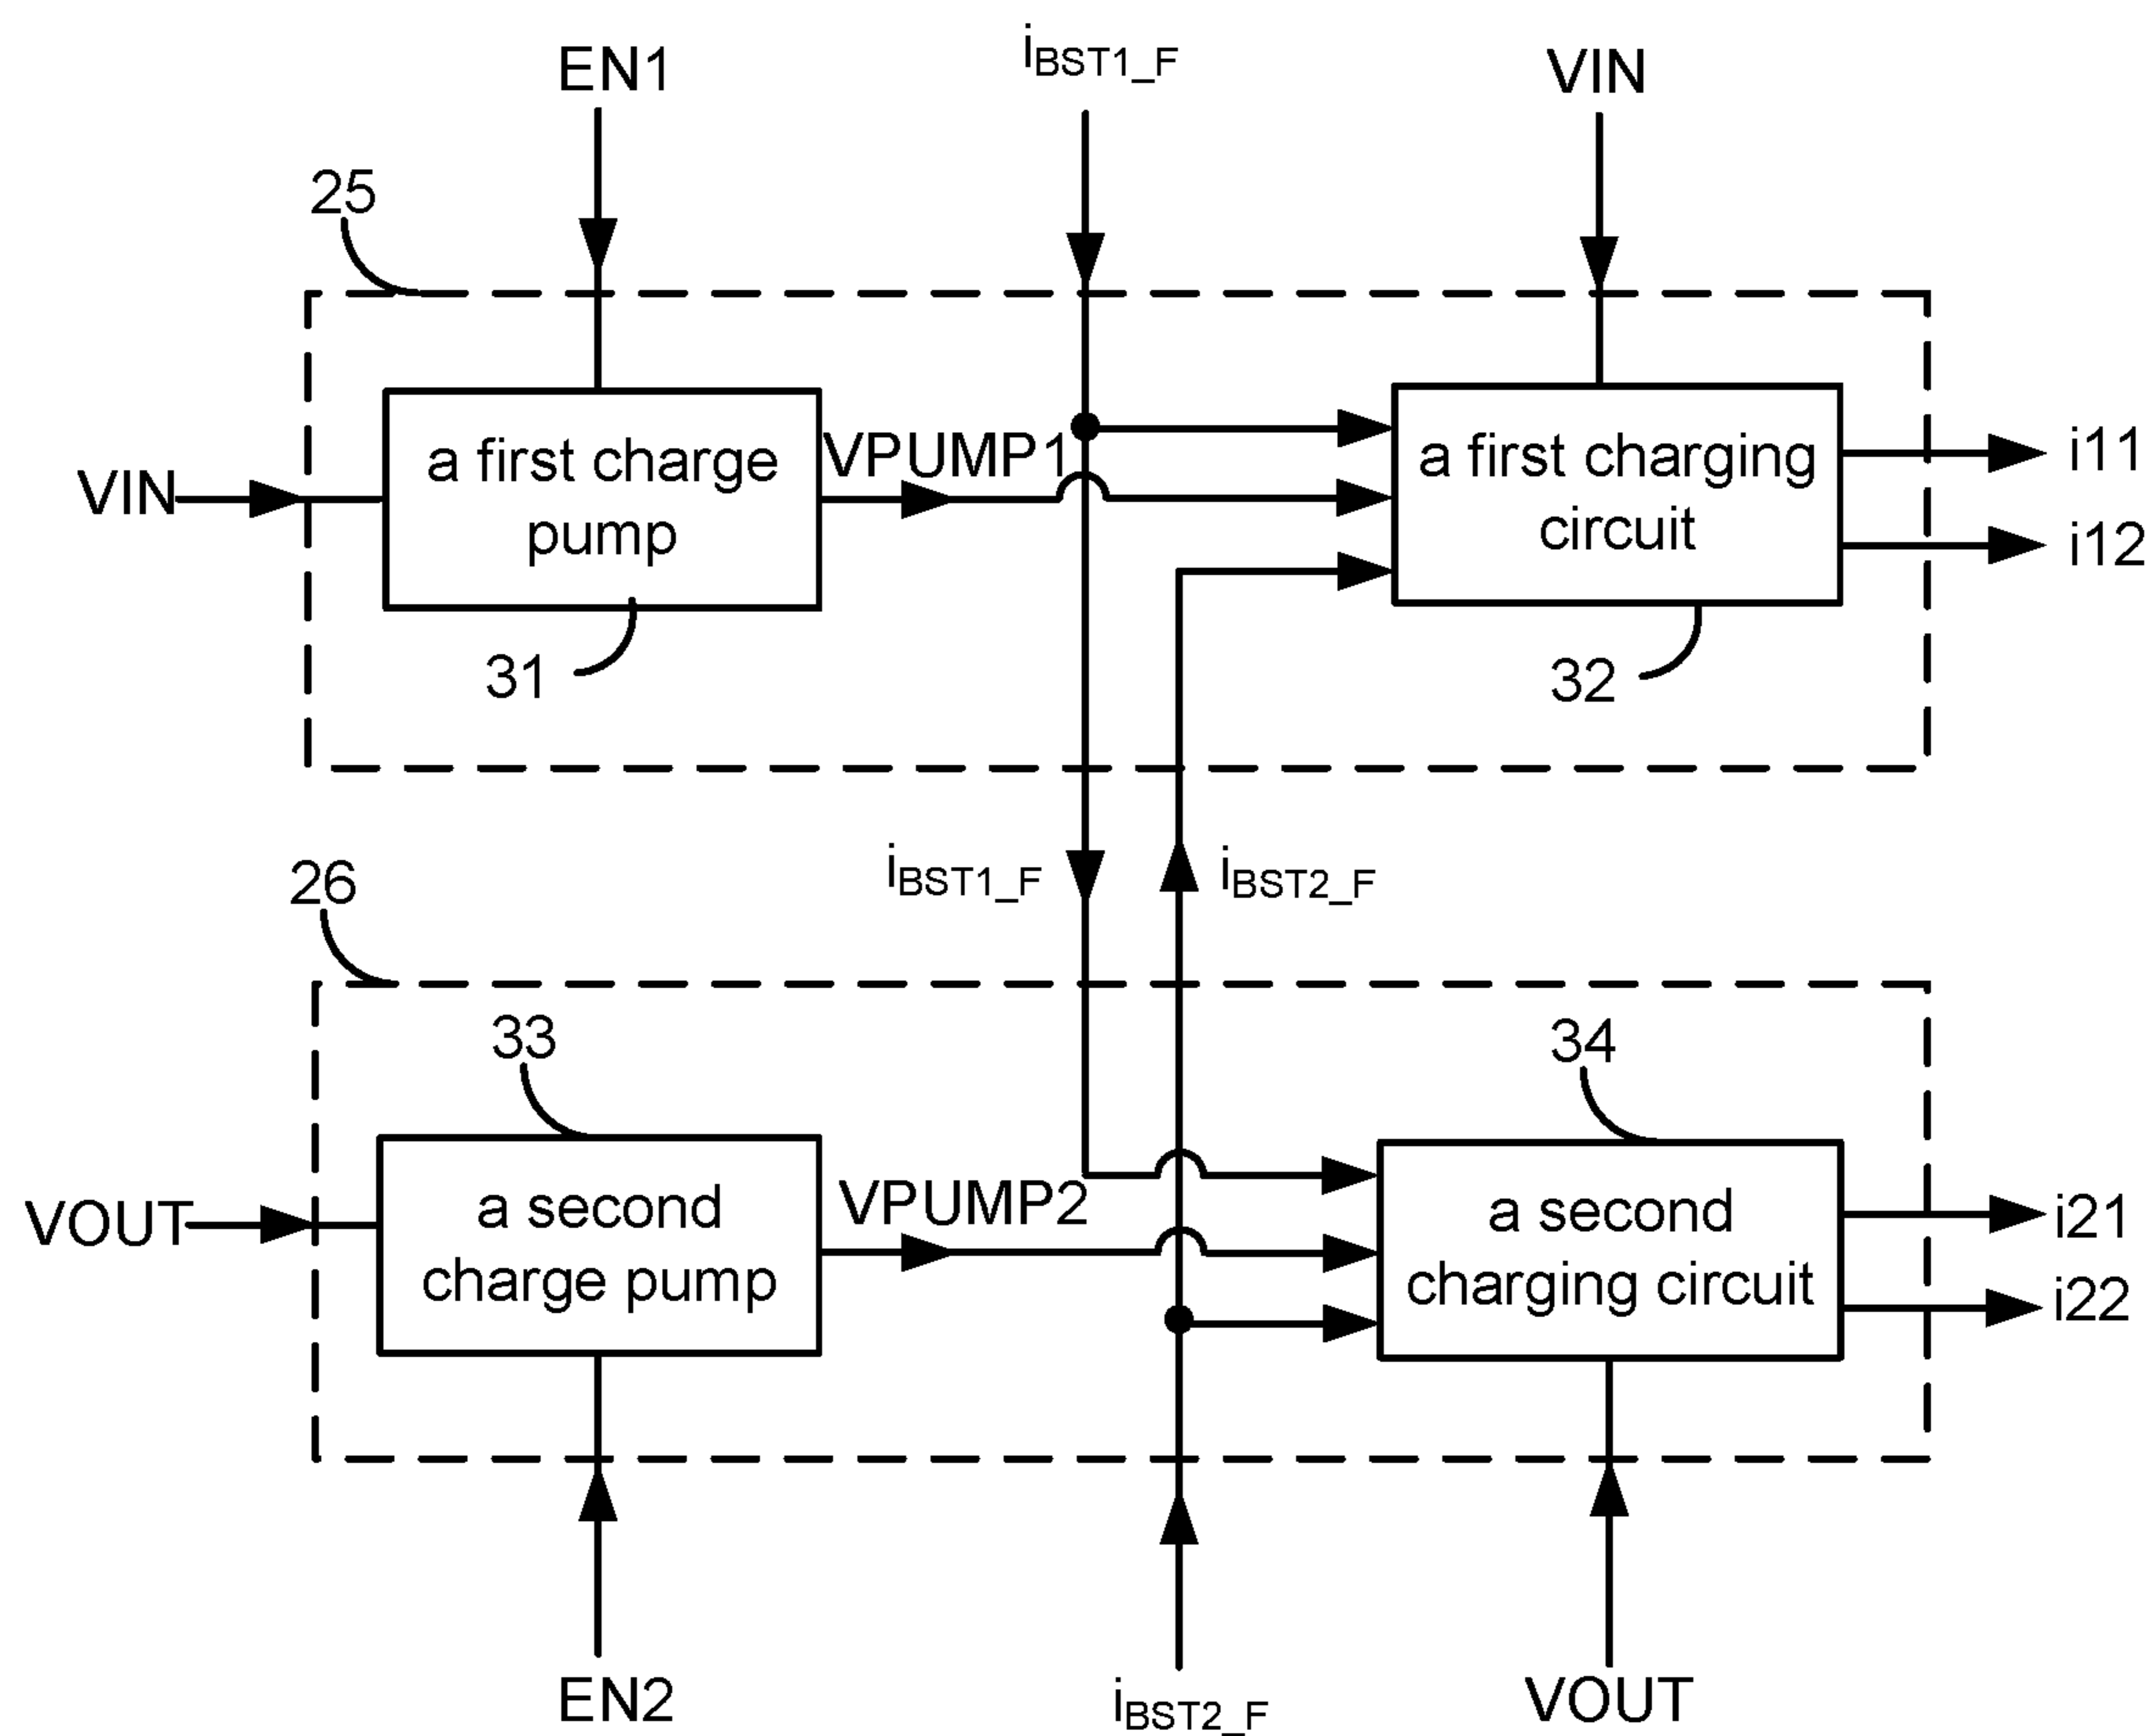 EN1
iBST1_F
VIN
25
VIN
a first charge
pump
VPUMP1
a first charging
circuit
i11
i12
31
32
iBST1_F
iBST2_F
26
33
34
VOUT
a second
charge pump
VPUMP2
a second
charging circuit
i21
i22
EN2
iBST2_F
VOUT